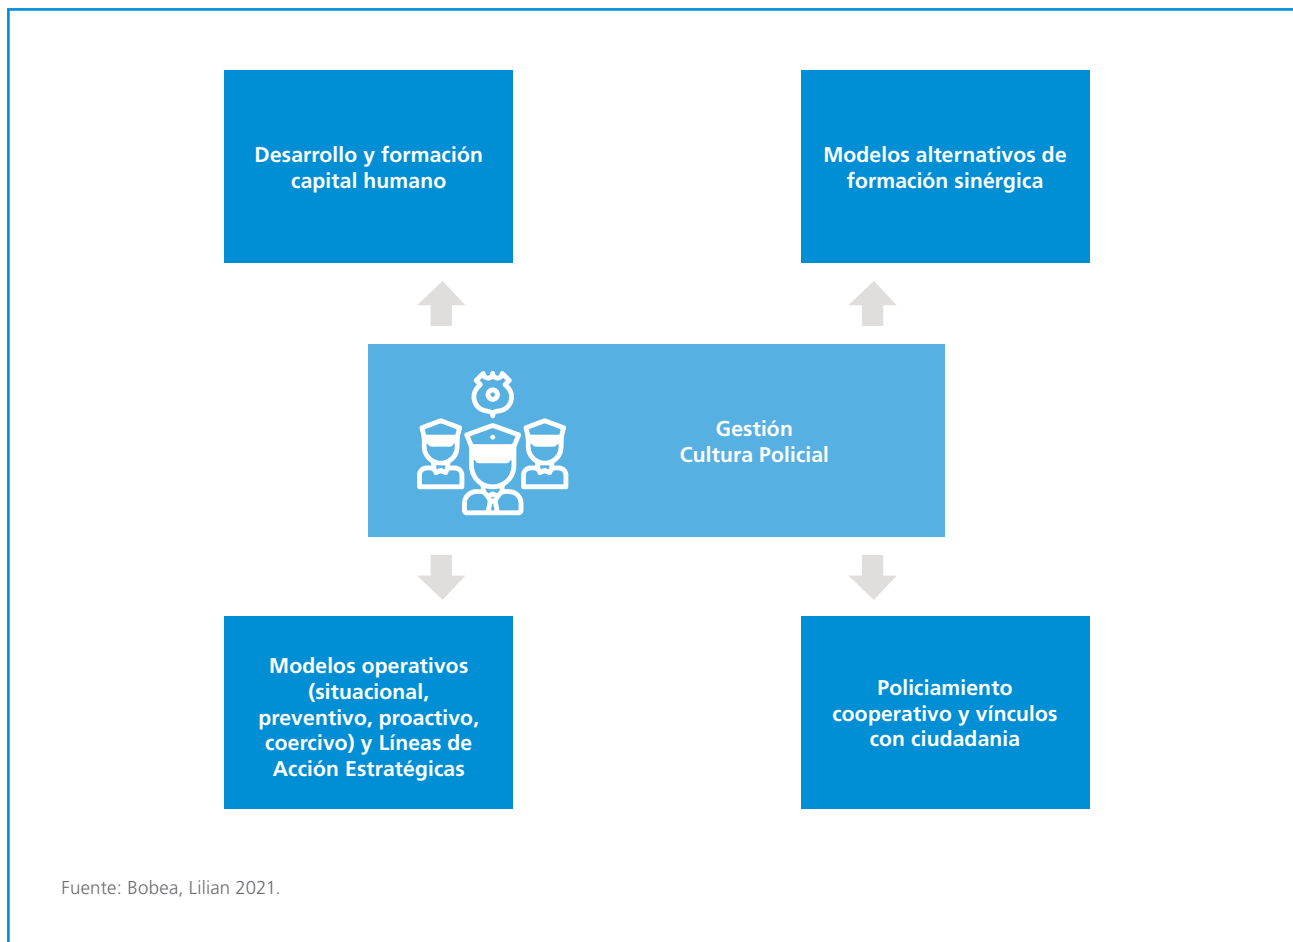 Desarrollo y formación
capital humano
Modelos alternativos de
formación sinérgica
Gestión
Cultura Policial
Modelos operativos
(situacional,
preventivo, proactivo,
coercivo) y Líneas de
Acción Estratégicas
Policiamiento
cooperativo y vínculos
con ciudadania
Fuente: Bobea, Lilian 2021.